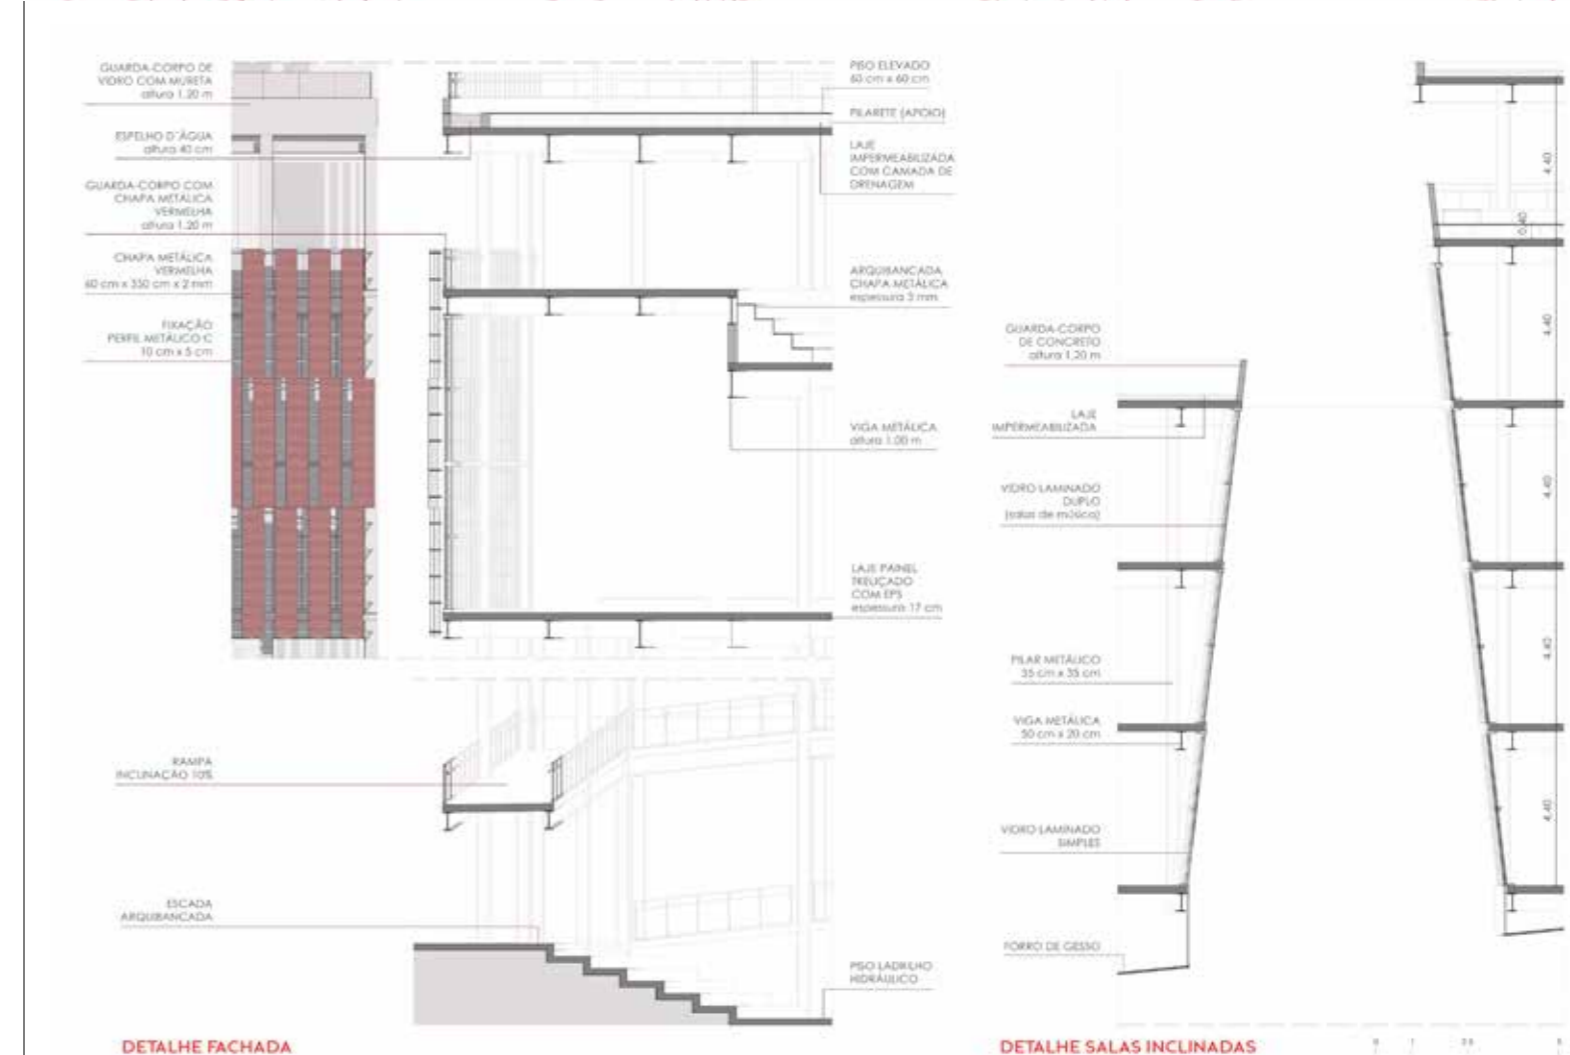 GUARDA-CORPO DE
VIDRO COM MURETA
altura 1.20 m
ESPELHO D´ÁGUA
altura 40 cm
GUARDA-CORPO COM
CHAPA METÁLICA
VERMELHA
altura 1.20 m
CHAPA METÁLICA
VERMELHA
60 cm x 350 cm x 2 mm
FIXAÇÃO
PERFIL METÁLICO C
10 cm x 5 cm
RAMPA
INCLINAÇÃO 10%
ESCADA
ARQUIBANCADA
PISO ELEVADO
60 cm x 60 cm
PILARETE (APOIO)
LAJE
IMPERMEABILIZADA
COM CAMADA DE
DRENAGEM
ARQUIBANCADA
CHAPA METÁLICA
espessura 3 mm
VIGA METÁLICA
altura 1.00 m
LAJE PAINEL
TRELIÇADO
COM EPS
espessura 17 cm
PISO LADRILHO
HIDRÁULICO
DETALHE FACHADA
GUARDA-CORPO
DE CONCRETO
altura 1,20 m
LAJE
IMPERMEABILIZADA
VIDRO LAMINADO
DUPLO
(salas de música)
PILAR METÁLICO
35 cm x 35 cm
VIGA METÁLICA
50 cm x 20 cm
VIDRO LAMINADO
SIMPLES
FORRO DE GESSO
4.40
0.40
4.40
4.40
4.40
4.40
DETALHE SALAS INCLINADAS